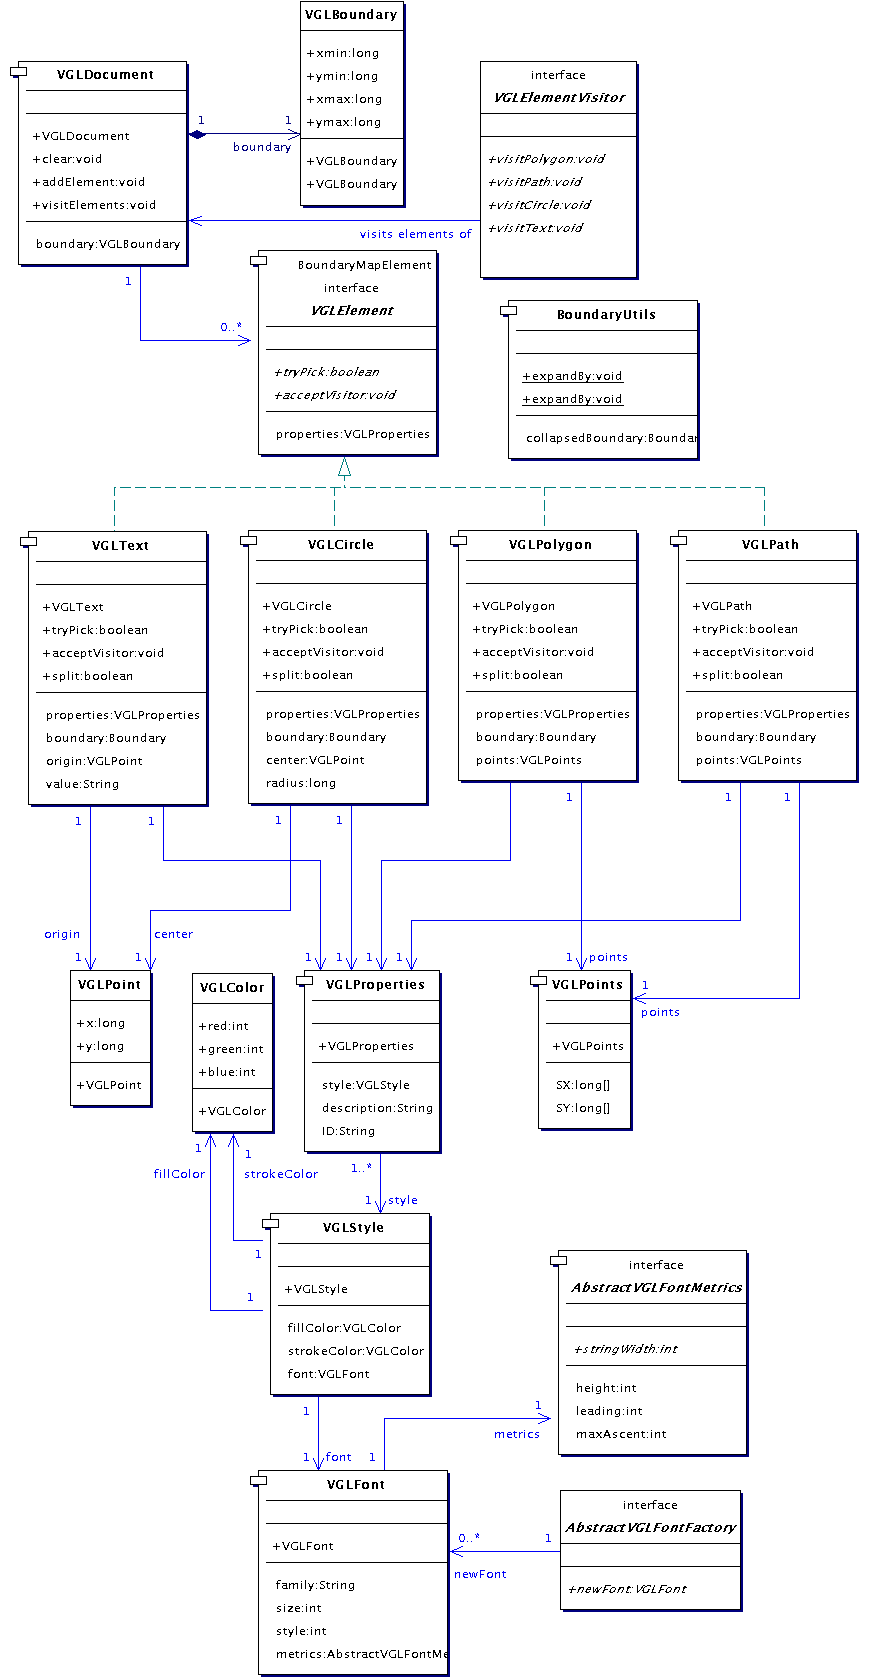 VGLBoundary
+xmin:long
+ymin:long
+xmax:long
+ymax:long
+VGLBoundary
+VGLBoundary
VGLDocument
+VGLDocument
+clear:void
+addElement:void
+visitElements:void
boundary:VGLBoundary
1
1
boundary
interface
VGLElementVisitor
+visitPolygon:void
+visitPath:void
+visitCircle:void
+visitText:void
visits elements of
1
0..*
BoundaryMapElement
interface
VGLElement
+tryPick:boolean
+acceptVisitor:void
properties:VGLProperties
BoundaryUtils
+expandBy:void
+expandBy:void
collapsedBoundary:Boundar
VGLText
+VGLText
+tryPick:boolean
+acceptVisitor:void
+split:boolean
properties:VGLProperties
boundary:Boundary
origin:VGLPoint
value:String
VGLCircle
+VGLCircle
+tryPick:boolean
+acceptVisitor:void
+split:boolean
properties:VGLProperties
boundary:Boundary
center:VGLPoint
radius:long
VGLPolygon
+VGLPolygon
+tryPick:boolean
+acceptVisitor:void
+split:boolean
properties:VGLProperties
boundary:Boundary
points:VGLPoints
VGLPath
+VGLPath
+tryPick:boolean
+acceptVisitor:void
+split:boolean
properties:VGLProperties
boundary:Boundary
points:VGLPoints
1
1
1
1
1
1
1
origin
center
1
1
1
1
1
1
1
points
1
points
VGLPoint
+x:long
+y:long
+VGLPoint
VGLColor
+red:int
+green:int
+blue:int
+VGLColor
VGLProperties
+VGLProperties
style:VGLStyle
description:String
ID:String
VGLPoints
+VGLPoints
SX:long[]
SY:long[]
1
1
fillColor
strokeColor
1..*
1
style
1
1
VGLStyle
+VGLStyle
fillColor:VGLColor
strokeColor:VGLColor
font:VGLFont
interface
AbstractVGLFontMetrics
+stringWidth:int
height:int
leading:int
maxAscent:int
1
1
metrics
1
font
1
VGLFont
+VGLFont
family:String
size:int
style:int
metrics:AbstractVGLFontMe
0..*
1
newFont
interface
AbstractVGLFontFactory
+newFont:VGLFont